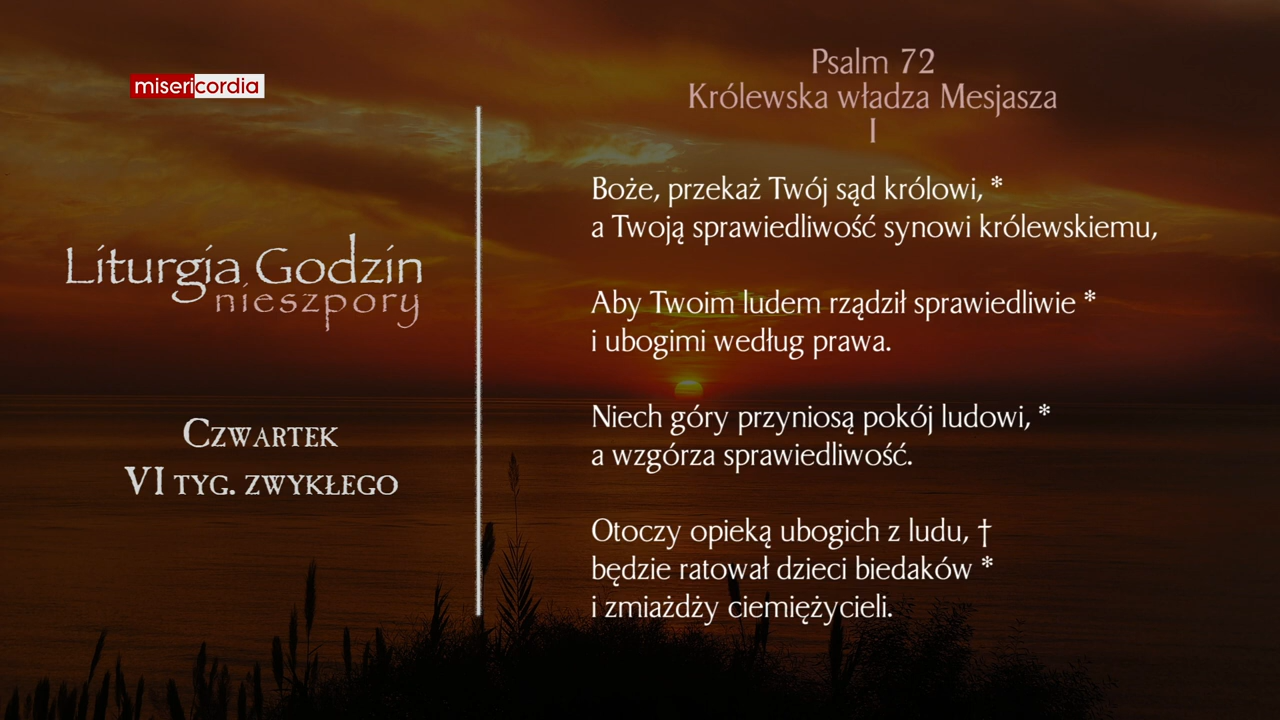 misericordia
Liturgia Godzin
nieszpory
Czwartek
VI tyg. zwykłego
Psalm 72
Królewska władza Mesjasza
I
Boże, przekaż Twój sąd królowi, *
a Twoją sprawiedliwość synowi królewskiemu,
Aby Twoim ludem rządził sprawiedliwie *
i ubogimi według prawa.
Niech góry przyniosą pokój ludowi, *
a wzgórza sprawiedliwość.
Otoczy opieką ubogich z ludu, †
będzie ratował dzieci biedaków *
i zmiażdży ciemiężycieli.